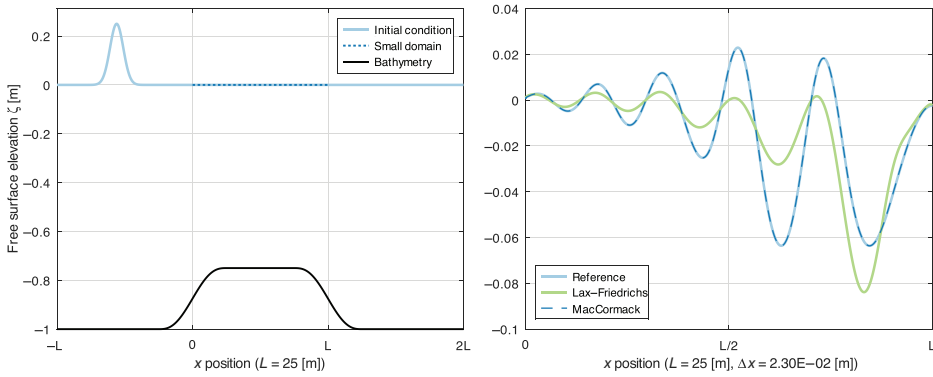 Free surface elevation ζ [m]
0.2
0
−0.2
−0.4
−0.6
−0.8
−1
Initial condition
Small domain
Bathymetry
−L
0
L
2L
x position (L = 25 [m])
0.04
0.02
0
−0.02
−0.04
−0.06
−0.08
−0.1
Reference
Lax−Friedrichs
MacCormack
0
L/2
L
x position (L = 25 [m], Δx = 2.30E−02 [m])